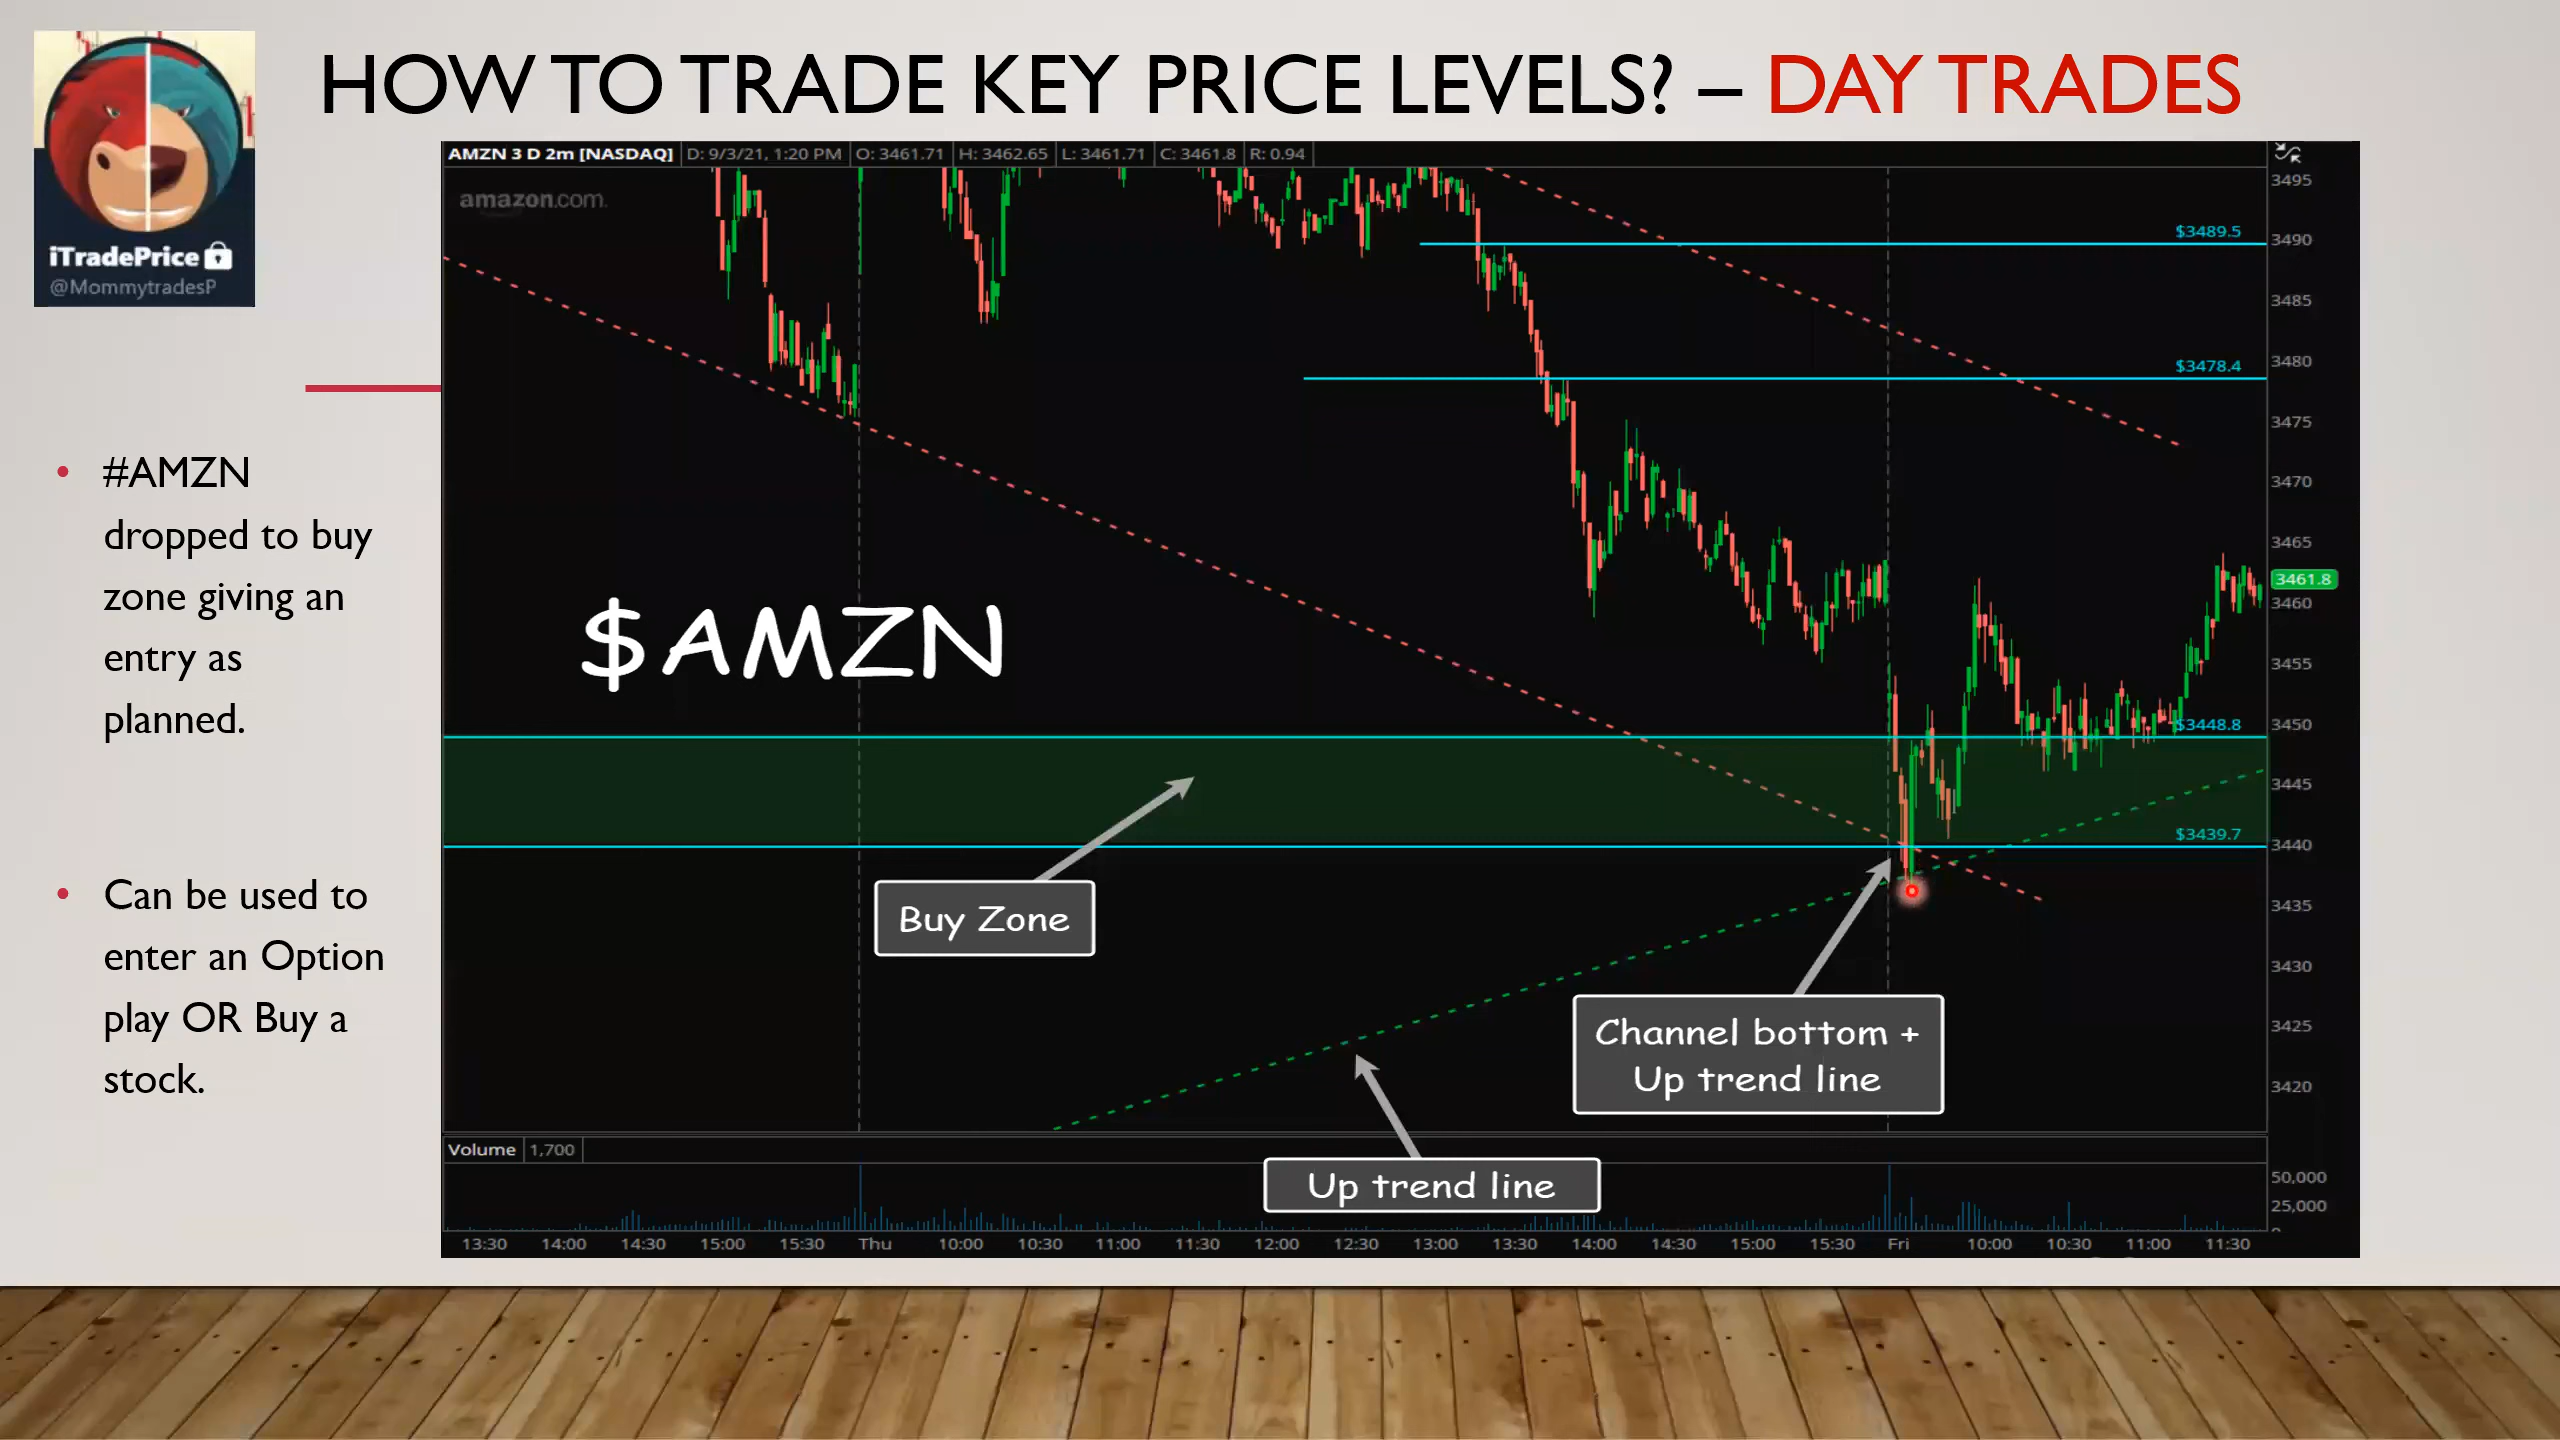 HOW TO TRADE KEY PRICE LEVELS? – DAY TRADES
iTradePrice
@MommytradesP
#AMZN
dropped to buy
zone giving an
entry as
planned.
Can be used to
enter an Option
play OR Buy a
stock.
AMZN 3 D 2m [NASDAQ] D: 9/3/21, 1:20 PM O: 3461.71 H: 3462.65 L: 3461.71 C: 3461.8 R: 0.94
amazon.com.
3495
$3489.5
3490
3485
3480
$3478.4
3475
3470
3465
3461.8
3460
3455
3450
$3448.8
3445
3440
$3439.7
3435
3430
3425
3420
$AMZN
Buy Zone
Channel bottom +
Up trend line
Up trend line
Volume 1,700
50,000
25,000
0
13:30 14:00 14:30 15:00 15:30 Thu 10:00 10:30 11:00 11:30 12:00 12:30 13:00 13:30 14:00 14:30 15:00 15:30 Fri 10:00 10:30 11:00 11:30